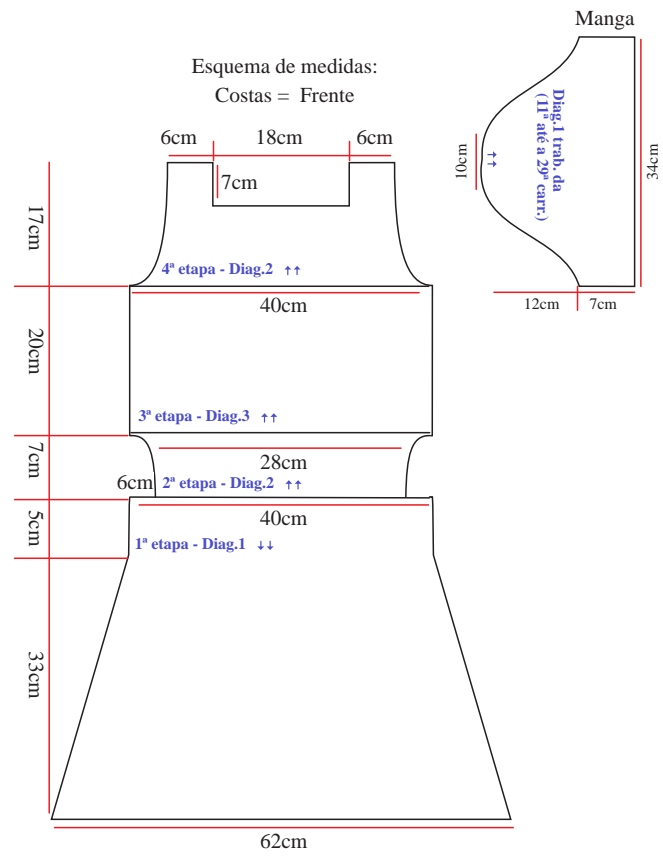 Manga
Esquema de medidas:
Costas = Frente
6cm
18cm
6cm
7cm
17cm
4ª etapa - Diag.2 ↑↑
40cm
20cm
3ª etapa - Diag.3 ↑↑
7cm
28cm
6cm
2ª etapa - Diag.2 ↑↑
40cm
5cm
1ª etapa - Diag.1 ↓↓
33cm
62cm
Diag.1 trab. da
(11ª até a 29ª carr.)
↑↑
10cm
34cm
12cm
7cm